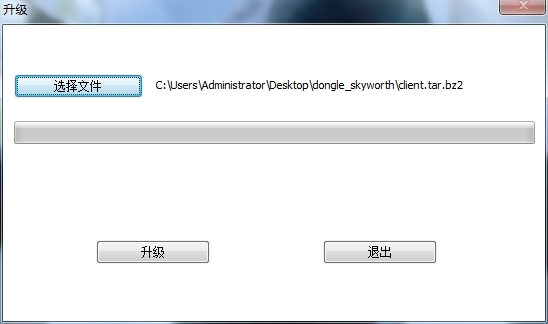 升级
选择文件 C:\Users\Administrator\Desktop\dongle_skyworth\client.tar.bz2
升级 退出